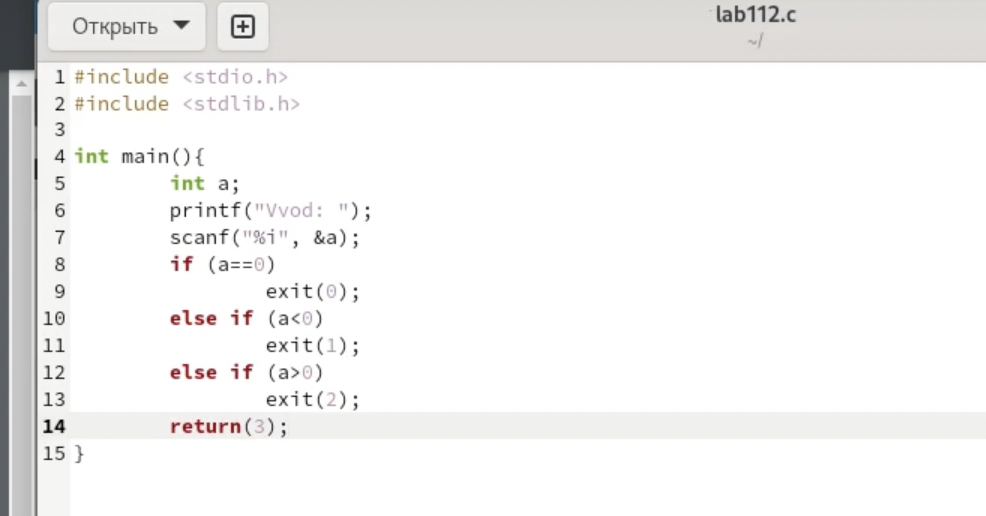 Открыть
lab112.c
~/
1 #include <stdio.h>
2 #include <stdlib.h>
3
4 int main(){
5 int a;
6 printf("Vvod: ");
7 scanf("%i", &a);
8 if (a==0)
9 exit(0);
10 else if (a<0)
11 exit(1);
12 else if (a>0)
13 exit(2);
14 return(3);
15 }